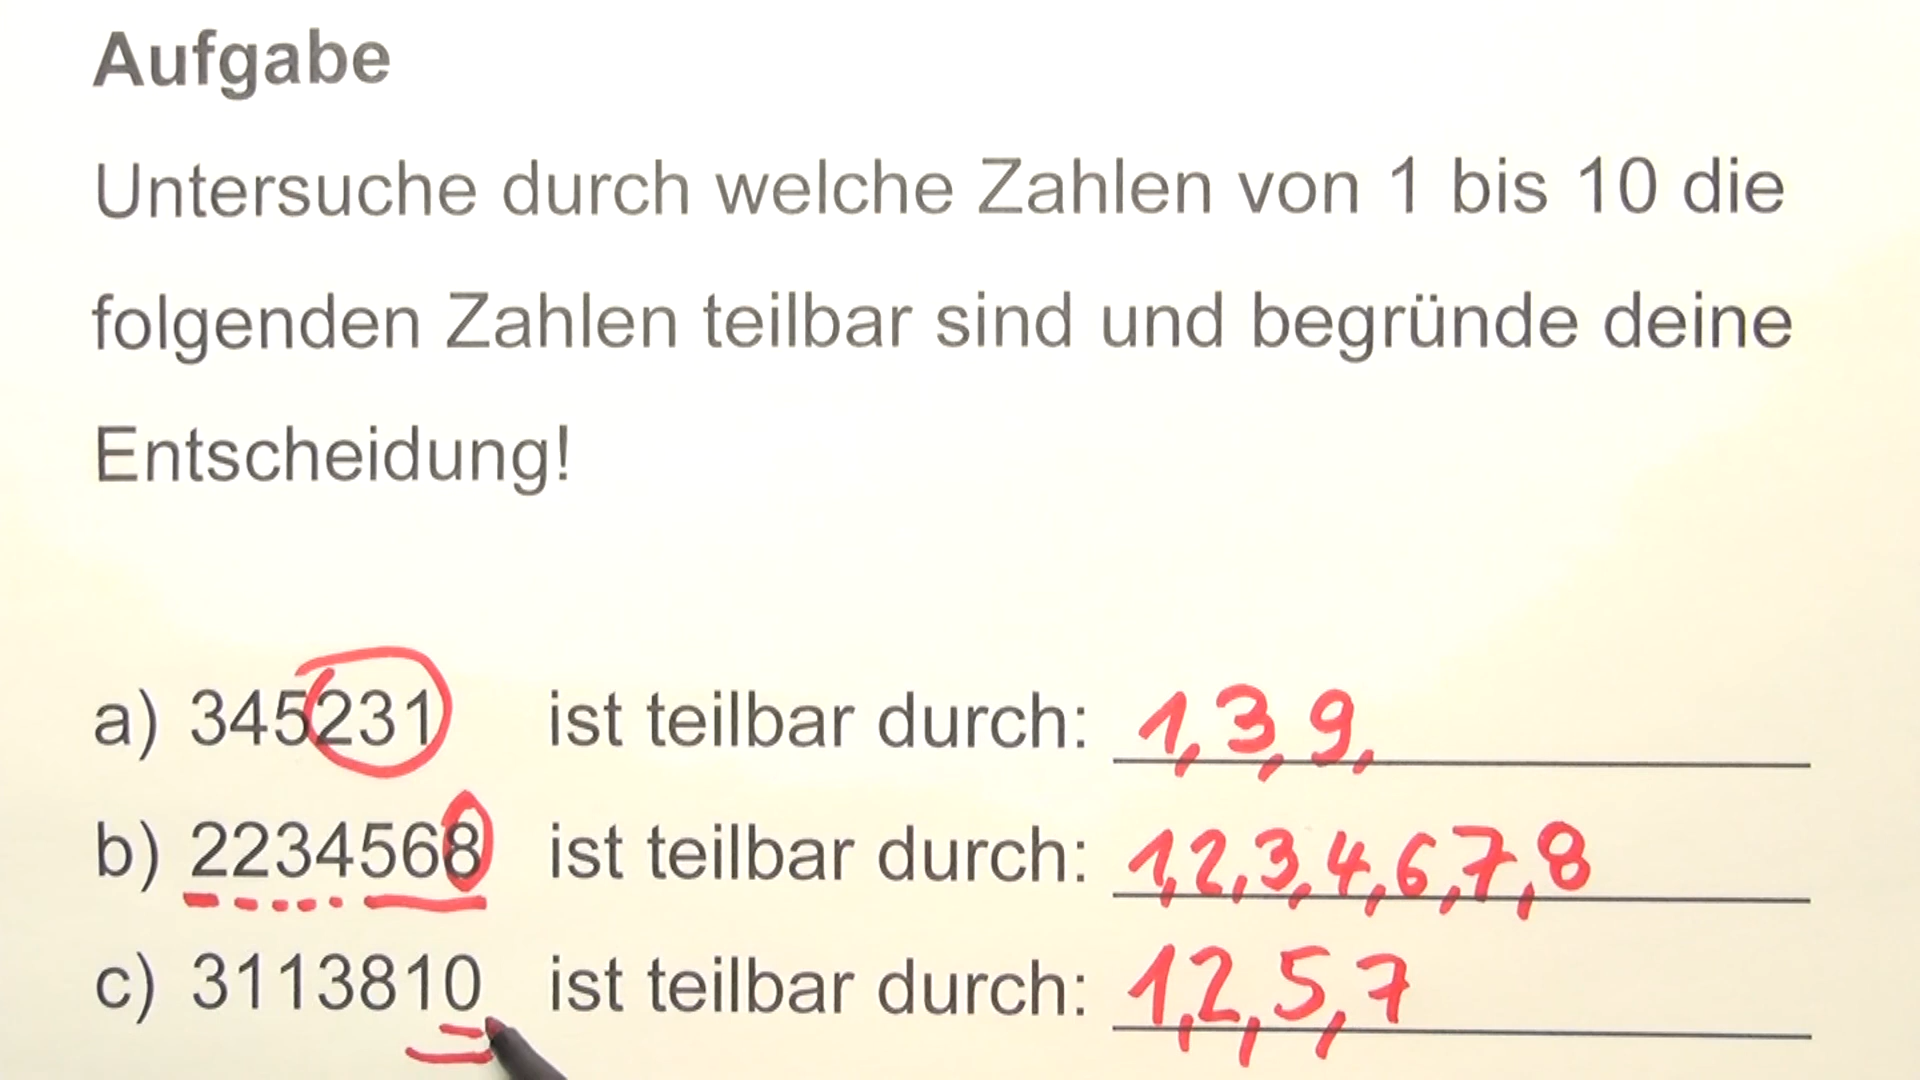 Aufgabe
Untersuche durch welche Zahlen von 1 bis 10 die
folgenden Zahlen teilbar sind und begründe deine
Entscheidung!
a) 345231 ist teilbar durch: 1, 3, 9,
b) 2234568 ist teilbar durch: 1, 2, 3, 4, 6, 7, 8
c) 3113810 ist teilbar durch: 1, 2, 5, 7